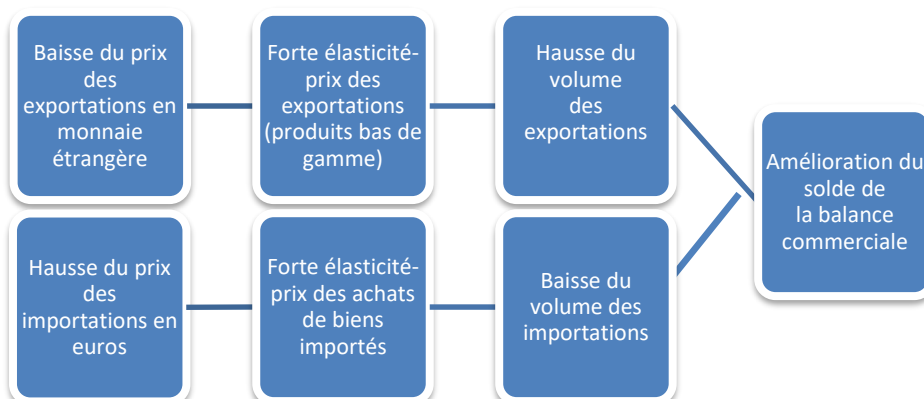 Baisse du prix
des
exportations en
monnaie
étrangère
Forte élasticité-
prix des
exportations
(produits bas de
gamme)
Hausse du
volume
des
exportations
Hausse du prix
des
importations en
euros
Forte élasticité-
prix des achats
de biens
importés
Baisse du
volume des
importations
Amélioration du
solde de
la balance
commerciale